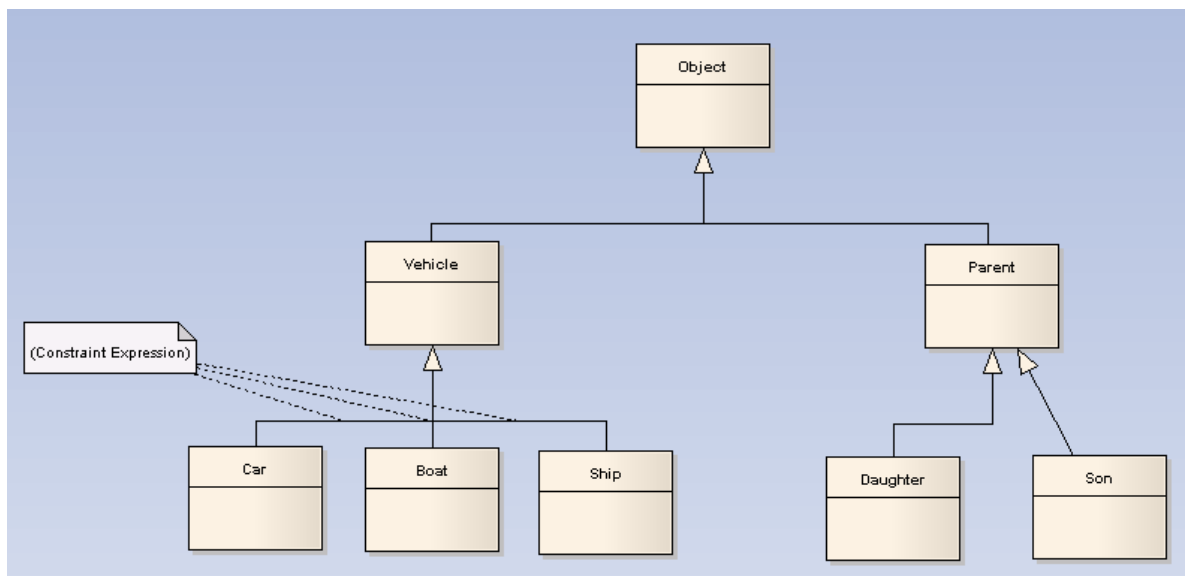 Object
Vehicle
Parent
(Constraint Expression)
Car
Boat
Ship
Daughter
Son